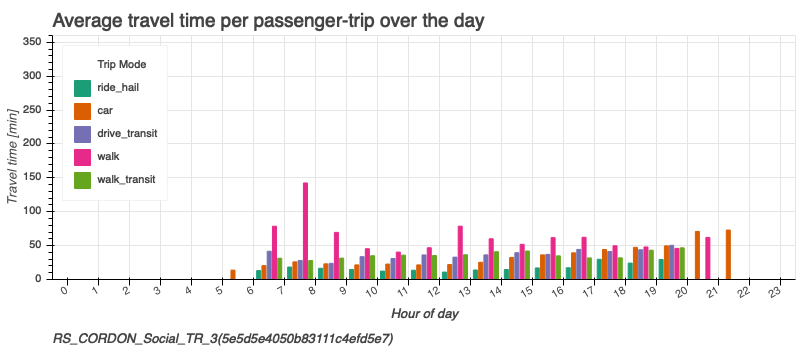 Average travel time per passenger-trip over the day
Travel time [min]
350
300
250
200
150
100
50
0
Trip Mode
ride_hail
car
drive_transit
walk
walk_transit
0 1 2 3 4 5 6 7 8 9 10 11 12 13 14 15 16 17 18 19 20 21 22 23
Hour of day
RS_CORDON_Social_TR_3(5e5d5e4050b83111c4efd5e7)